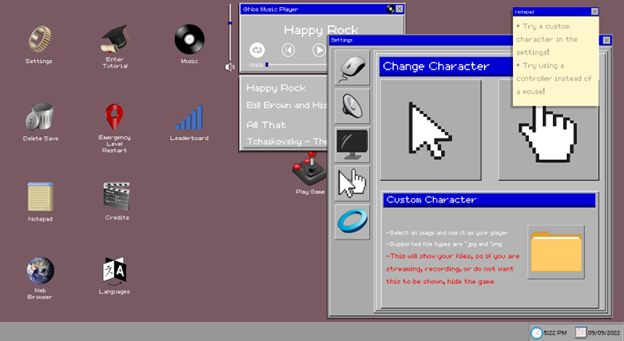 Settings
Enter
Tutorial
Music
Delete Save
Emergency
Level
Restart
Leaderboard
Notepad
Credits
Play Game
Web
Browser
Languages
Music Player
Happy Rock
Happy Rock
Bill Brown and His
All That
Tchaikovsky - The
Settings
Change Character
Custom Character
-Select an image and use it as your player
-Supported file types are *.jpg and *.png
-This will show your files, so if you are
streaming, recording, or do not want
this to be shown, hide the game
Notepad
* Try a custom
character in the
settings!
* Try using a
controller instead of
a mouse!
5:22 PM
09/09/2022